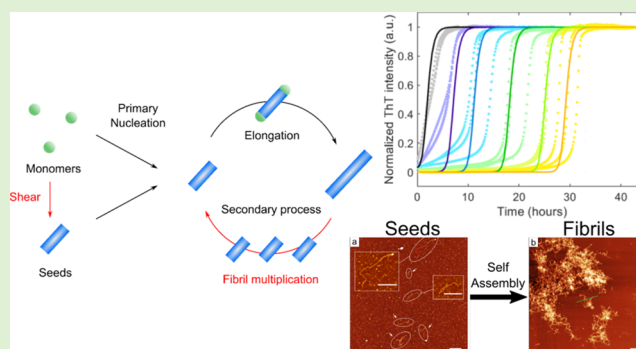 Primary
Nucleation
Monomers
Shear
Seeds
Elongation
Secondary process
Fibril multiplication
Normalized ThT intensity (a.u.)
1
0.8
0.6
0.4
0.2
0
0
10
20
30
40
Time (hours)
Seeds
Fibrils
a
Self
Assembly
b